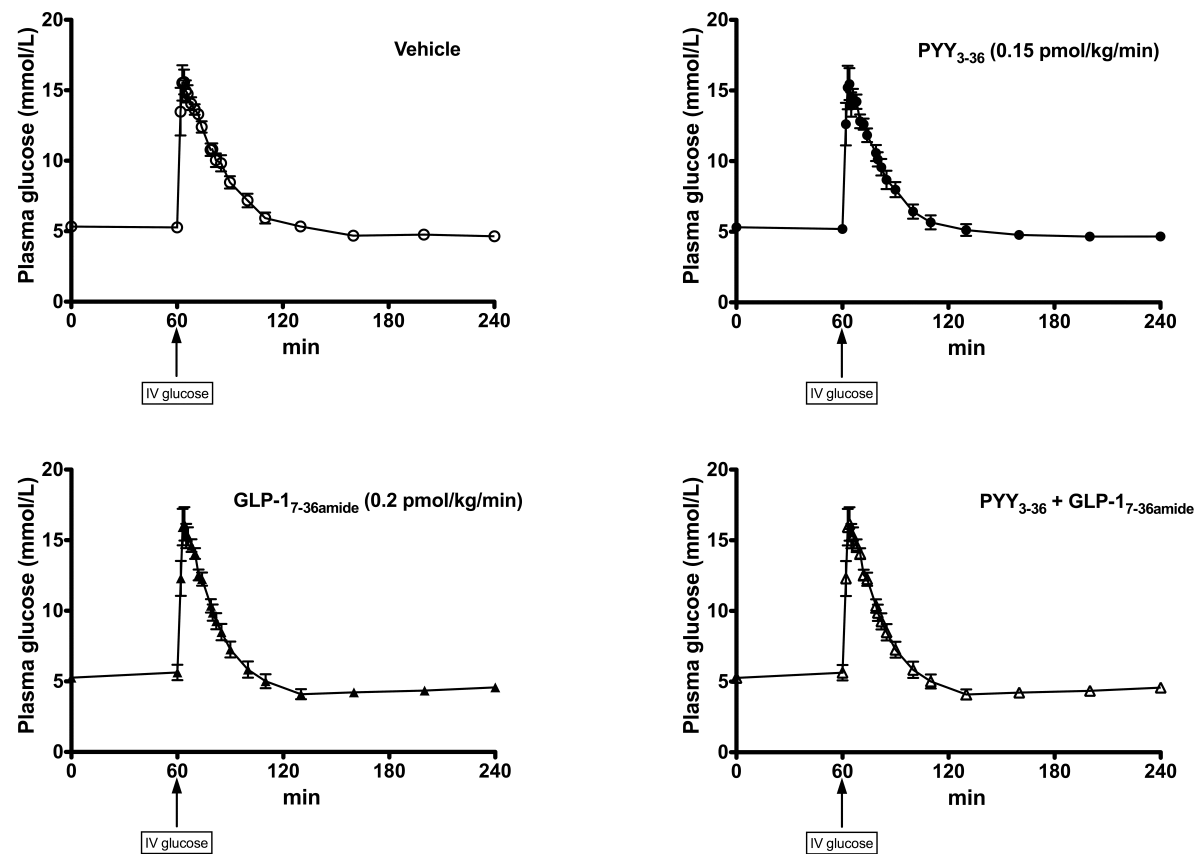 Vehicle
Plasma glucose (mmol/L)
20
15
10
5
0
0 60 120 180 240
min
IV glucose
PYY3-36 (0.15 pmol/kg/min)
Plasma glucose (mmol/L)
20
15
10
5
0
0 60 120 180 240
min
IV glucose
GLP-17-36amide (0.2 pmol/kg/min)
Plasma glucose (mmol/L)
20
15
10
5
0
0 60 120 180 240
min
IV glucose
PYY3-36 + GLP-17-36amide
Plasma glucose (mmol/L)
20
15
10
5
0
0 60 120 180 240
min
IV glucose